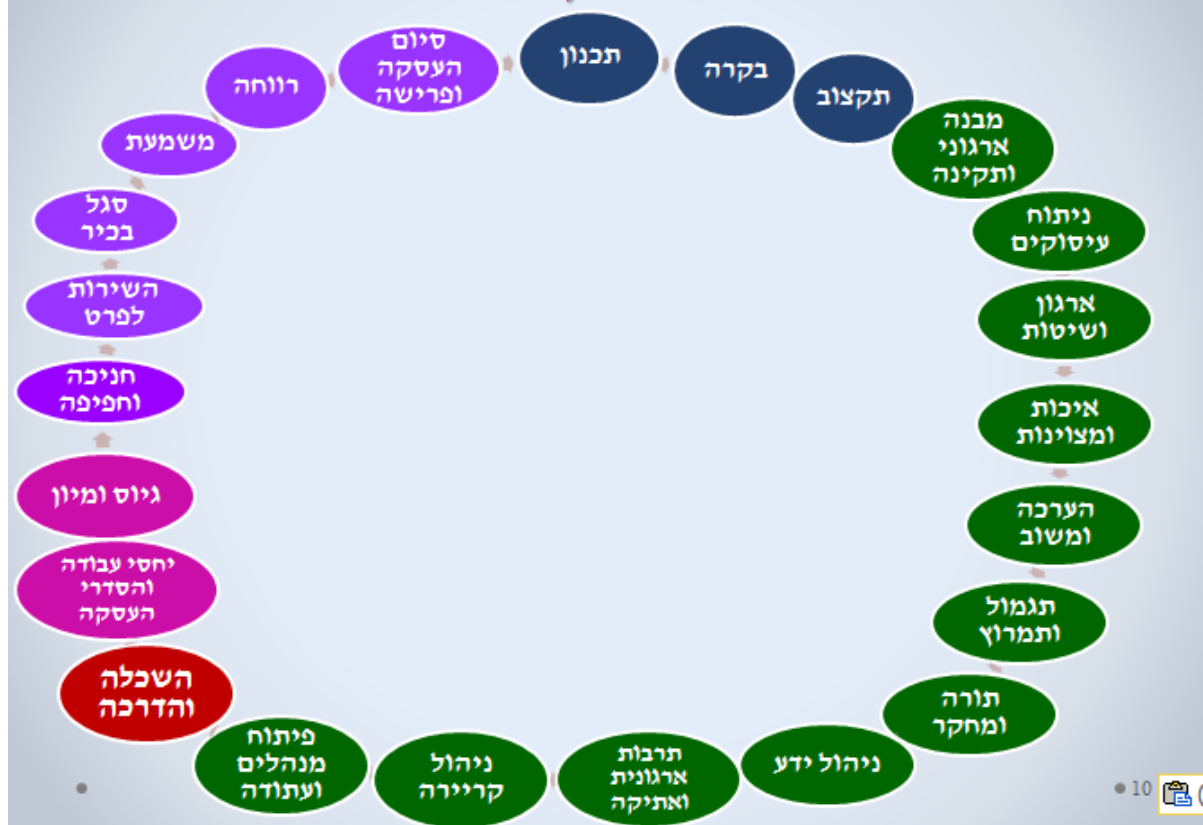 תכנון
בקרה
תקצוב
מבנה
ארגוני
ותקינה
ניתוח
עיסוקים
ארגון
ושיטות
איכות
ומצוינות
הערכה
ומשוב
תגמול
ותמרוץ
תורה
ומחקר
ניהול ידע
תרבות
ארגונית
ואתיקה
ניהול
קריירה
פיתוח
מנהלים
ועתודה
השכלה
והדרכה
יחסי עבודה
והסדרי
העסקה
גיוס ומיון
חניכה
וחפיפה
השירות
לפרט
סגל
בכיר
משמעת
רווחה
סיום
העסקה
ופרישה
10